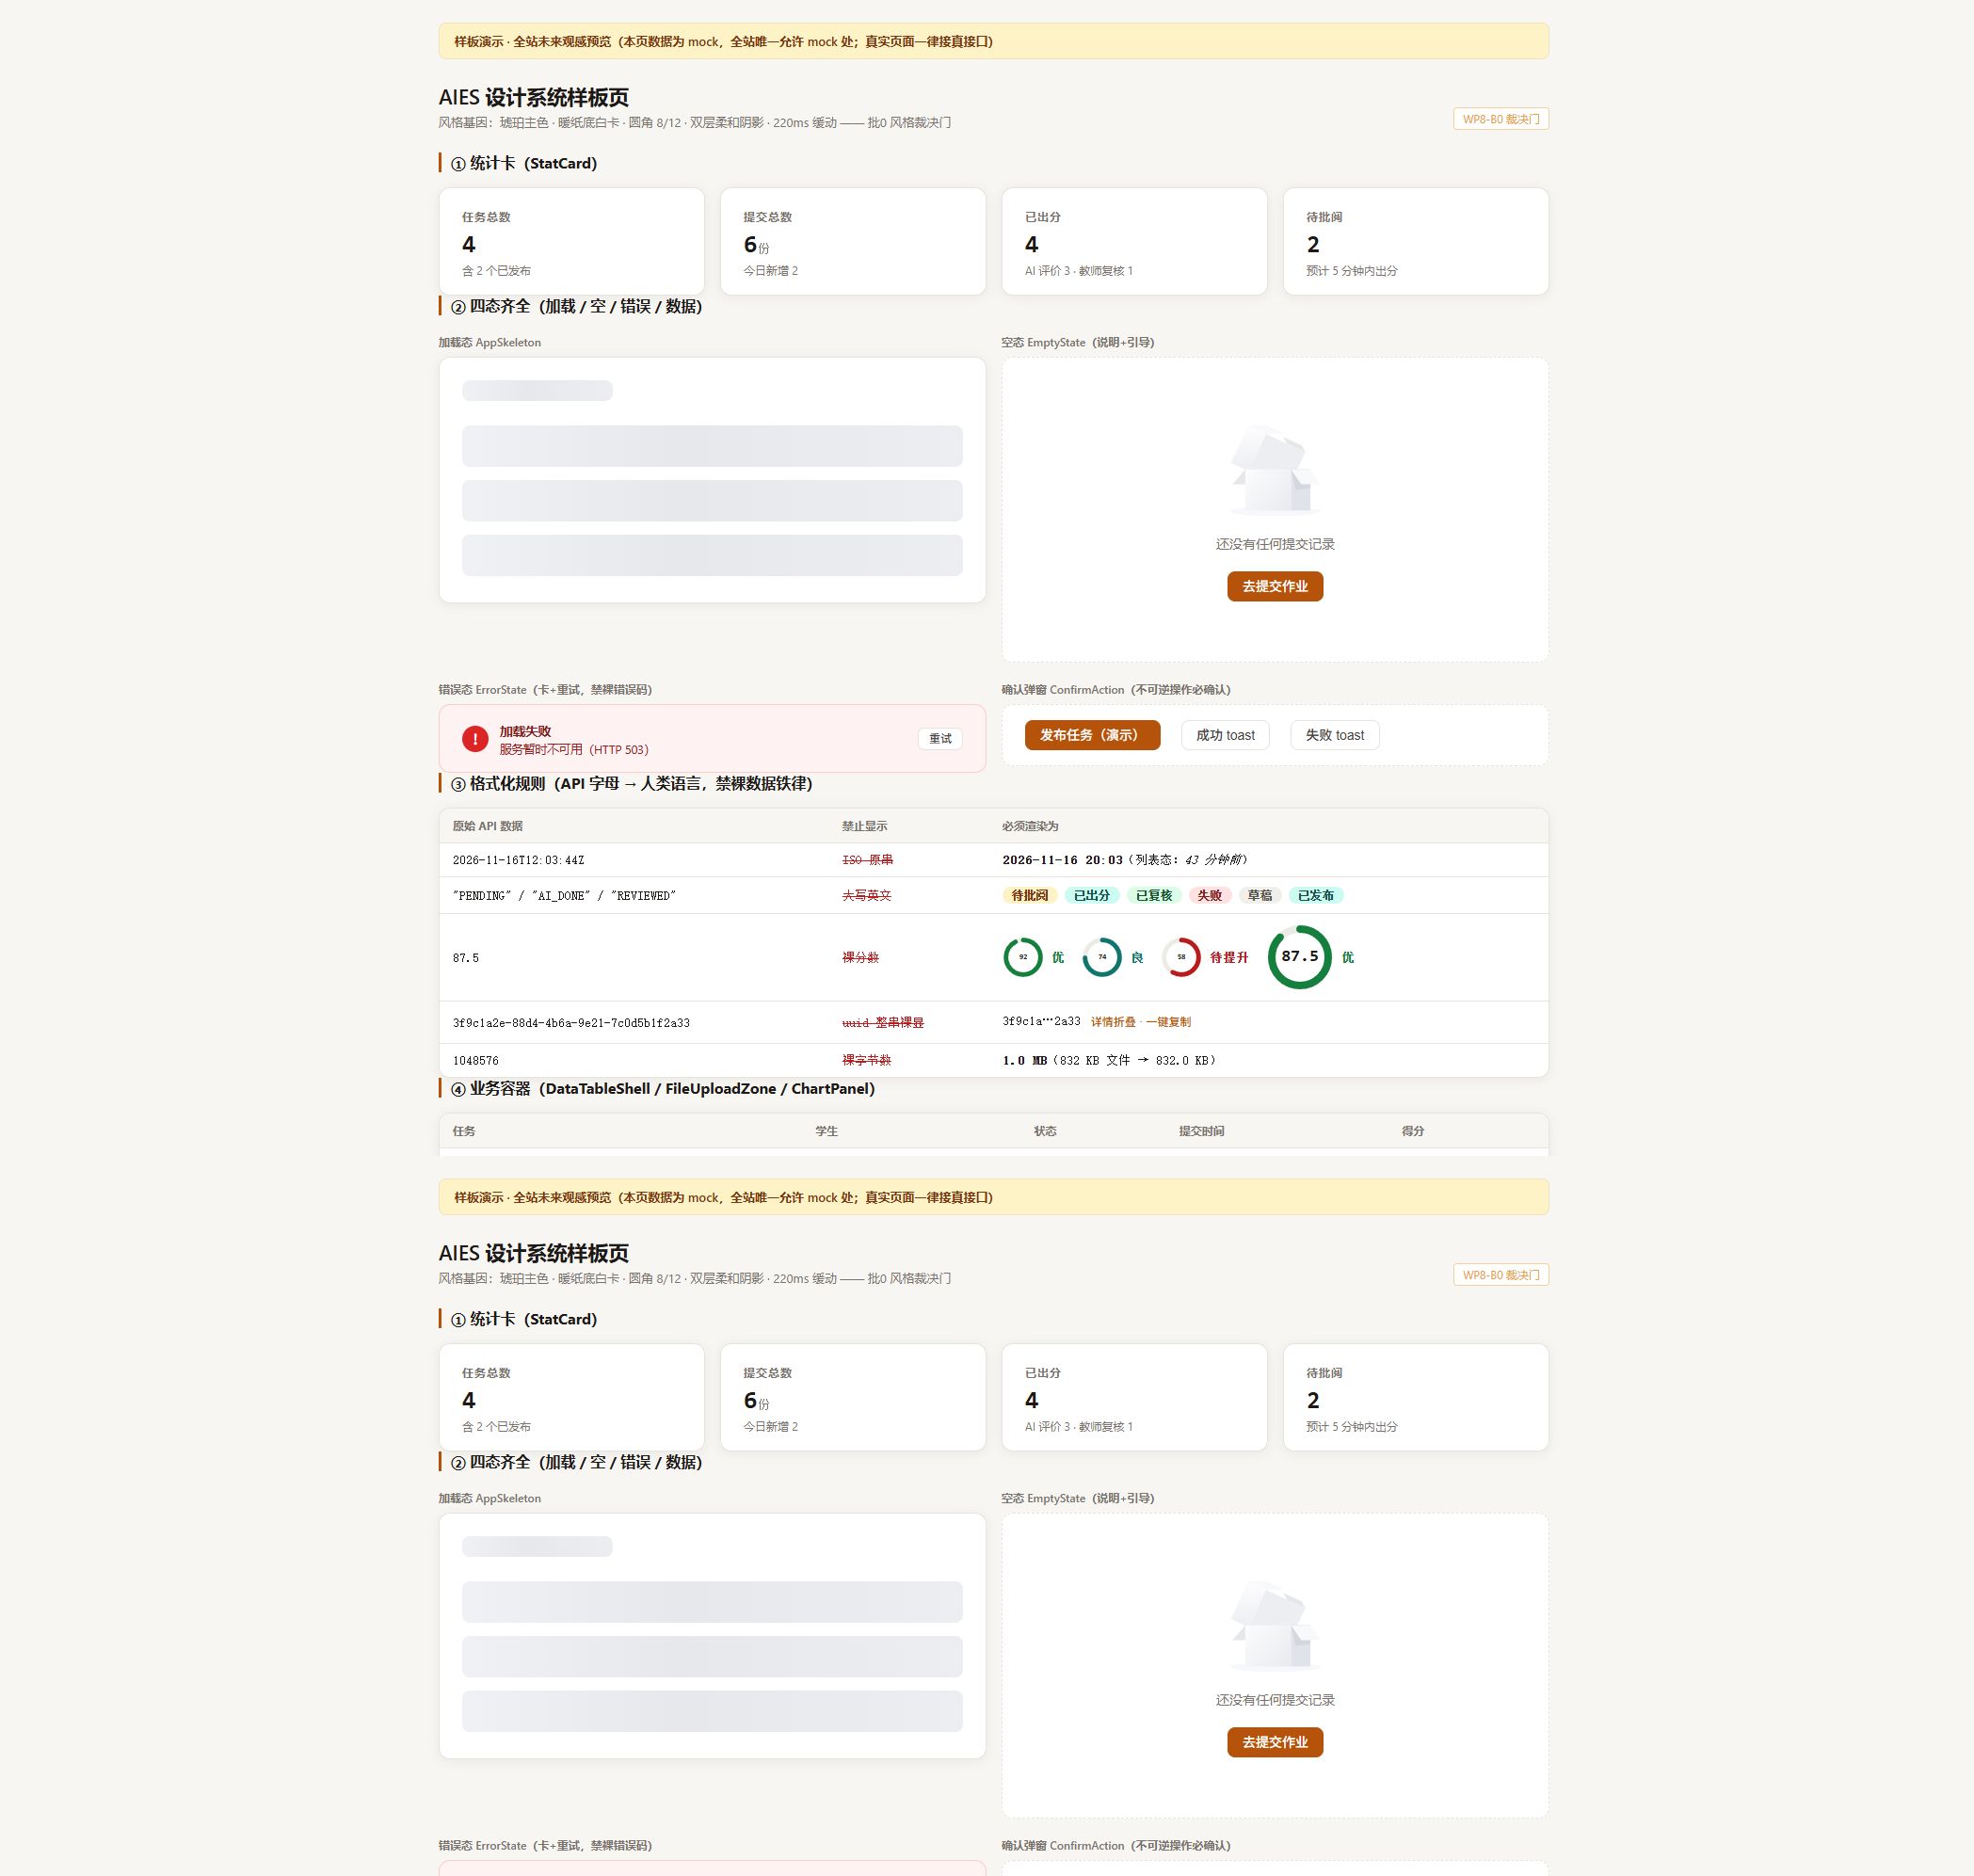 样板演示 · 全站未来观感预览（本页数据为 mock，全站唯一允许 mock 处；真实页面一律接真接口）
AIES 设计系统样板页
风格基因：琥珀主色 · 暖纸底白卡 · 圆角 8/12 · 双层柔和阴影 · 220ms 缓动 —— 批0 风格裁决门
WP8-B0 裁决门
① 统计卡（StatCard）
任务总数
4
含 2 个已发布
提交总数
6份
今日新增 2
已出分
4
AI 评价 3 · 教师复核 1
待批阅
2
预计 5 分钟内出分
② 四态齐全（加载 / 空 / 错误 / 数据）
加载态 AppSkeleton
空态 EmptyState（说明+引导）
还没有任何提交记录
去提交作业
错误态 ErrorState（卡+重试，禁裸错误码）
! 加载失败
服务暂时不可用（HTTP 503）
重试
确认弹窗 ConfirmAction（不可逆操作必确认）
发布任务（演示） 成功 toast 失败 toast
③ 格式化规则（API 字母 → 人类语言，禁裸数据铁律）
原始 API 数据 禁止显示 必须渲染为
2026-11-16T12:03:44Z ISO 原串 2026-11-16 20:03（列表态：43 分钟前）
"PENDING" / "AI_DONE" / "REVIEWED" 大写英文 待批阅 已出分 已复核 失败 草稿 已发布
87.5 裸分数 92 优 74 良 58 待提升 87.5 优
3f9c1a2e-88d4-4b6a-9e21-7c0d5b1f2a33 uuid 整串裸显 3f9c1a…2a33 详情折叠 · 一键复制
1048576 裸字节数 1.0 MB（832 KB 文件 → 832.0 KB）
④ 业务容器（DataTableShell / FileUploadZone / ChartPanel）
任务 学生 状态 提交时间 得分
样板演示 · 全站未来观感预览（本页数据为 mock，全站唯一允许 mock 处；真实页面一律接真接口）
AIES 设计系统样板页
风格基因：琥珀主色 · 暖纸底白卡 · 圆角 8/12 · 双层柔和阴影 · 220ms 缓动 —— 批0 风格裁决门
WP8-B0 裁决门
① 统计卡（StatCard）
任务总数
4
含 2 个已发布
提交总数
6份
今日新增 2
已出分
4
AI 评价 3 · 教师复核 1
待批阅
2
预计 5 分钟内出分
② 四态齐全（加载 / 空 / 错误 / 数据）
加载态 AppSkeleton
空态 EmptyState（说明+引导）
还没有任何提交记录
去提交作业
错误态 ErrorState（卡+重试，禁裸错误码）
确认弹窗 ConfirmAction（不可逆操作必确认）